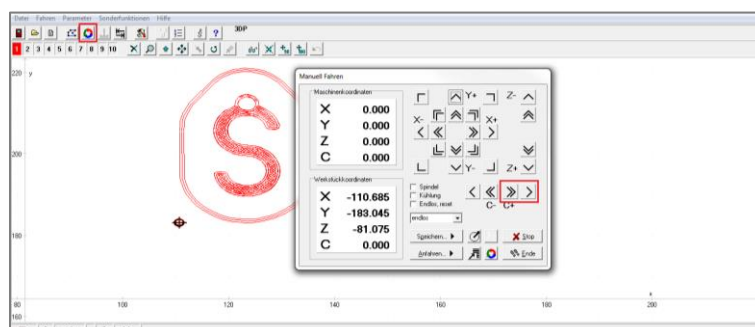 Datei Fahren Parameter Sonderfunktionen Hilfe
3DP
1 2 3 4 5 6 7 8 9 10
220 y
200
180
80 100 120 140 160 180 200
160
Manuell Fahren
Maschinenkoordinaten
X 0.000
Y 0.000
Z 0.000
C 0.000
Werkstückkoordinaten
X -110.685
Y -183.045
Z -81.075
C 0.000
Y+ Z-
X- X+
Y- Z+
Spindel
Kühlung
Endlos, reset
C- C+
endlos
Speichern...
Stop
Anfahren...
Ende